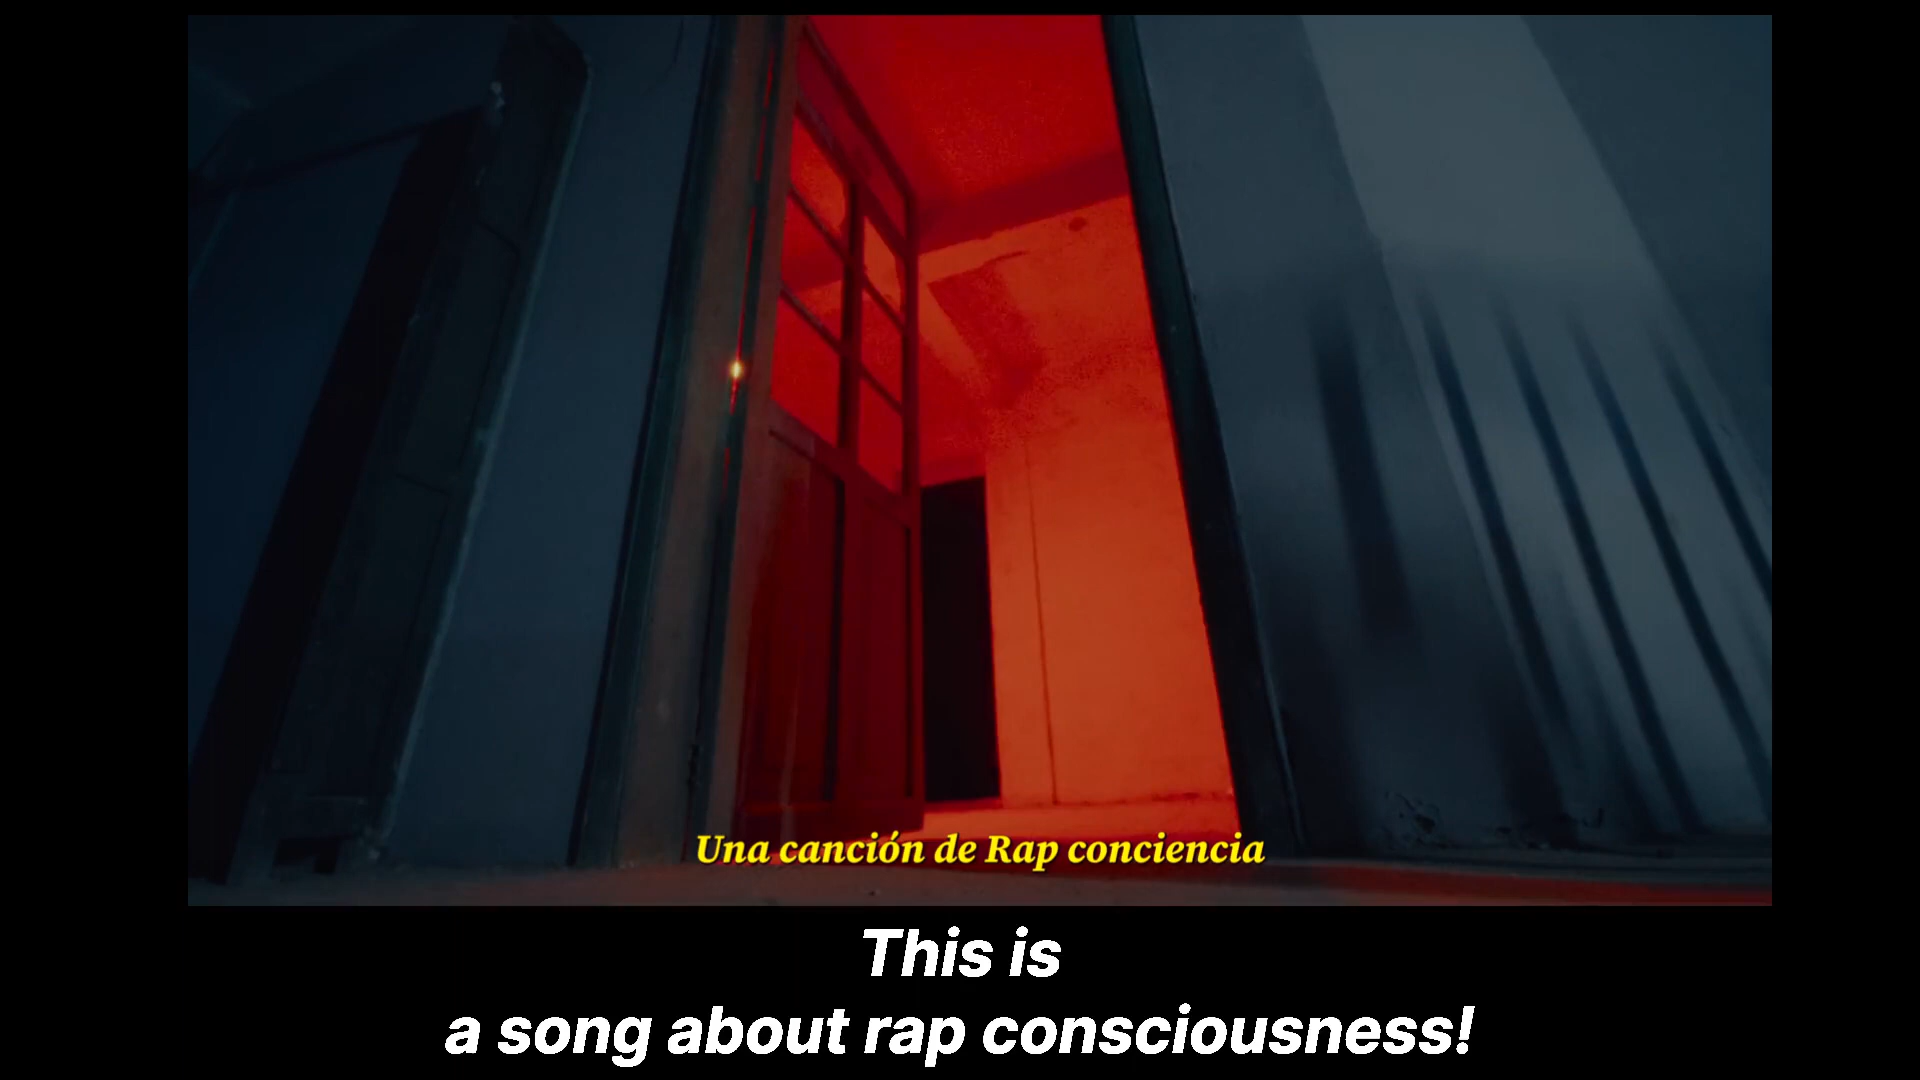 Una canción de Rap conciencia
This is
a song about rap consciousness!